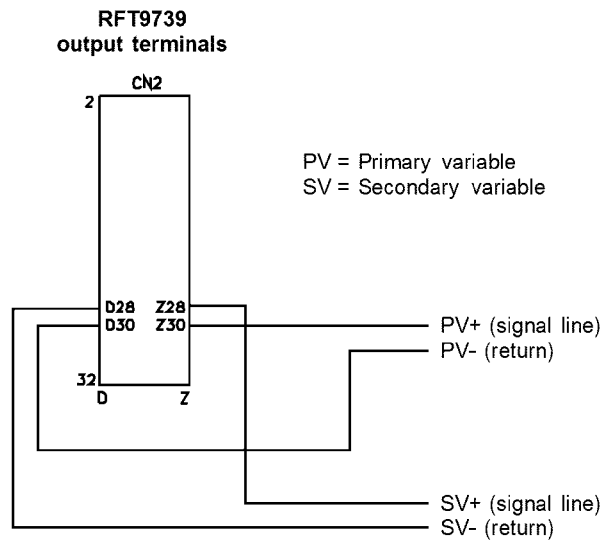 RFT9739
output terminals
CN2
2
PV = Primary variable
SV = Secondary variable
D28 Z28
D30 Z30
PV+ (signal line)
PV- (return)
32
D Z
SV+ (signal line)
SV- (return)